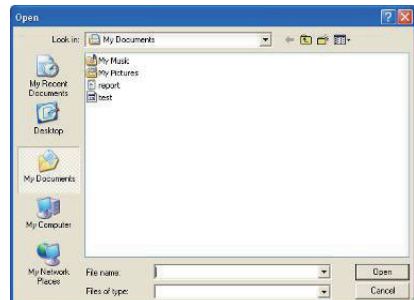 Open
Look in: My Documents
My Recent
Documents
Desktop
My Documents
My Computer
My Network
Places
My Music
My Pictures
report
test
File name: Open
Files of type: Cancel